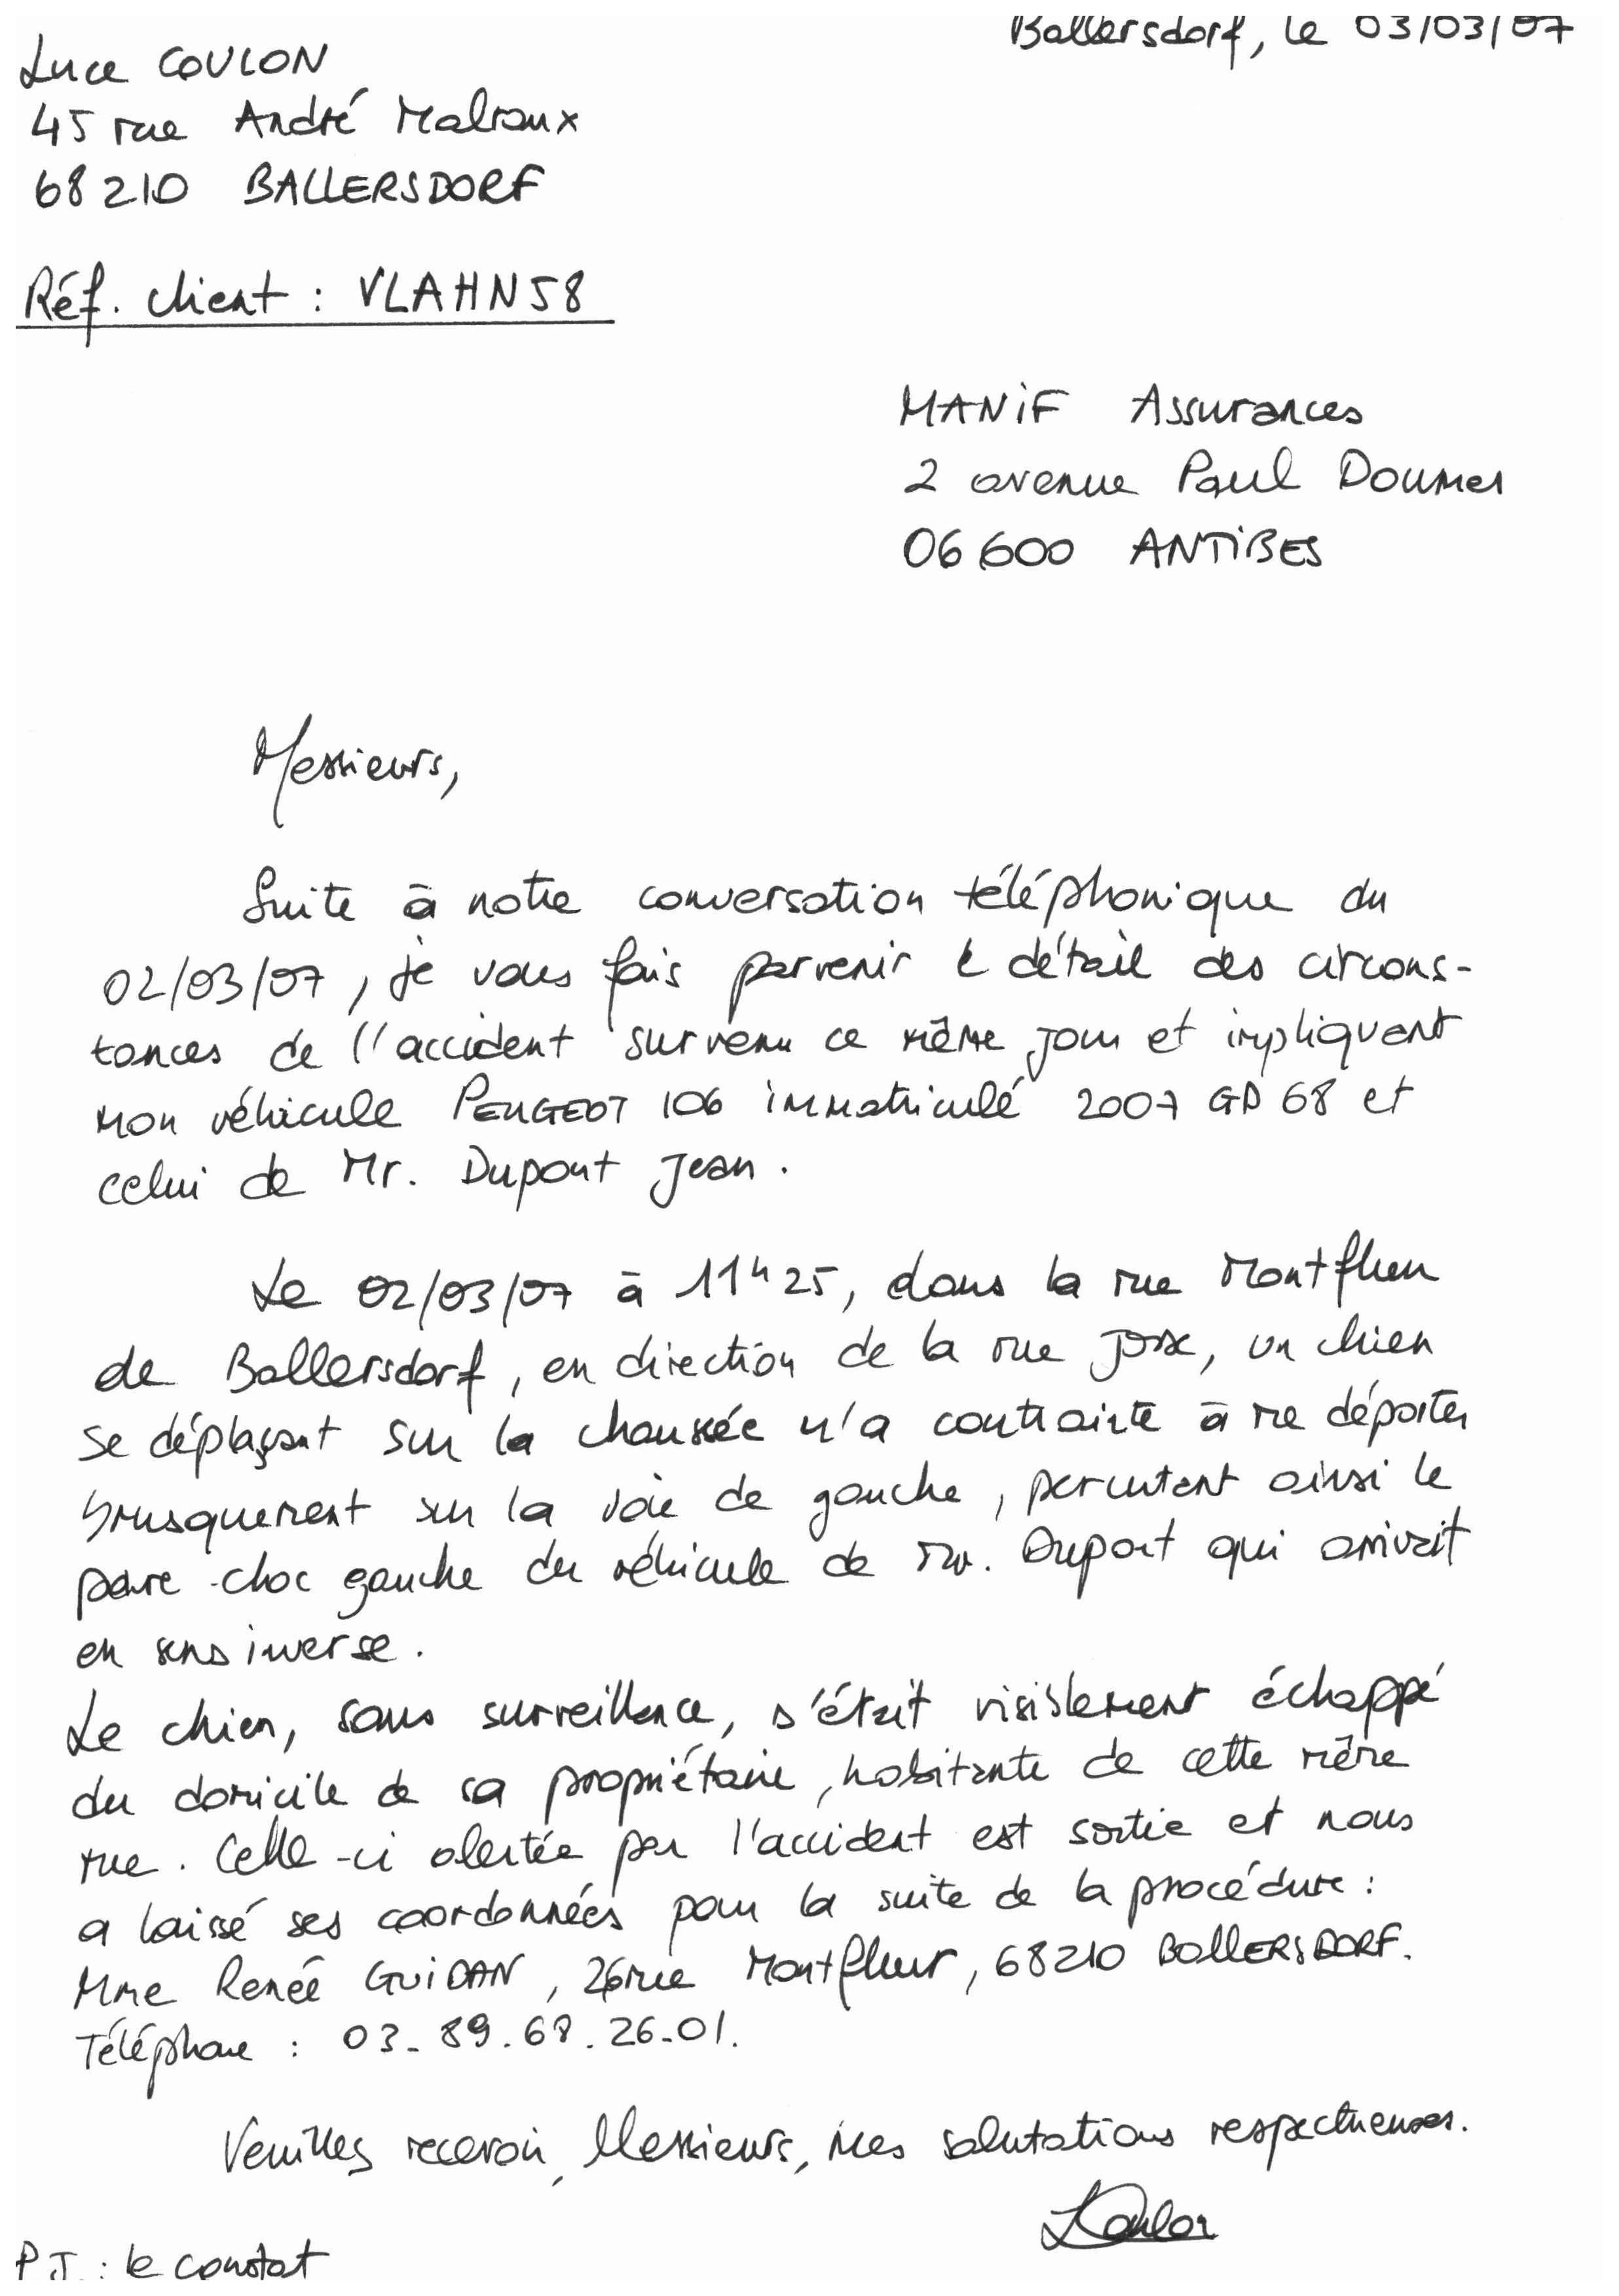 Ballersdorf, le 03/03/07
Luce COULON
45 rue André Malraux
68210 BALLERSDORF
Réf. client : VLAHN58
MANiF Assurances
2 avenue Paul Doumer
06600 ANTiBES
Messieurs,
Suite à notre conversation téléphonique du
02/03/07, je vous fais parvenir le détail des circons-
tances de l'accident survenu ce même jour et impliquant
mon véhicule PEUGEOT 106 immatriculé 2007 GD 68 et
celui de Mr. Dupont Jean.
Le 02/03/07 à 11h25, dans la rue Montfleur
de Ballersdorf, en direction de la rue Josse, un chien
se déplaçant sur la chaussée m'a contrainte à me déporter
brusquement sur la voie de gauche, percutant ainsi le
pare-choc gauche du véhicule de Mr. Dupont qui arrivait
en sens inverse.
Le chien, sans surveillance, s'était visiblement échappé
du domicile de sa propriétaire, habitante de cette même
rue. Celle-ci alertée par l'accident est sortie et nous
a laissé ses coordonnées pour la suite de la procédure :
Mme Renée GUiDAN, 26 rue Montfleur, 68210 BOllERSDORF.
Téléphone : 03.89.68.26.01.
Veuillez recevoir, Messieurs, mes salutations respectueuses.
LCoulon
P.J. : le constat